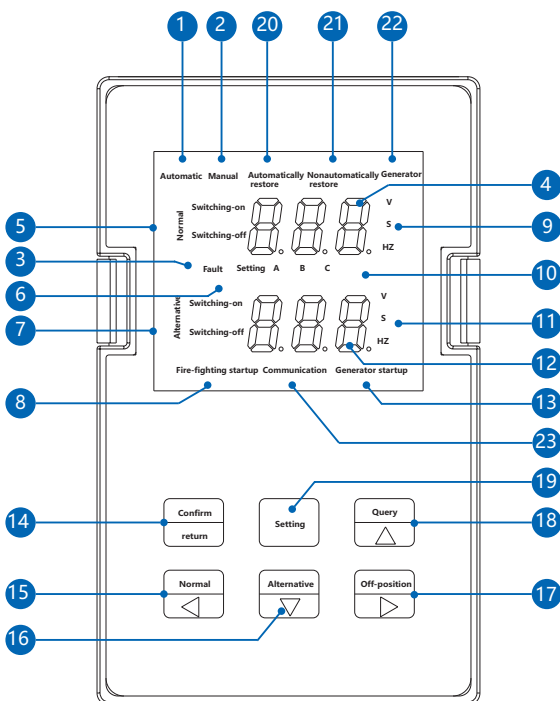 1 2 20 21 22
Automatic Manual Automatically restore Nonautomatically restore Generator
4
Normal
Switching-on
V
5
S
9
Switching-off
HZ
3
Fault Setting A B C
10
6
Alternative
Switching-on
V
7
S
11
Switching-off
HZ
12
Fire-fighting startup Communication Generator startup
8
13
23
19
14
Confirm
return
Setting
Query
18
15
Normal
Alternative
Off-position
17
16